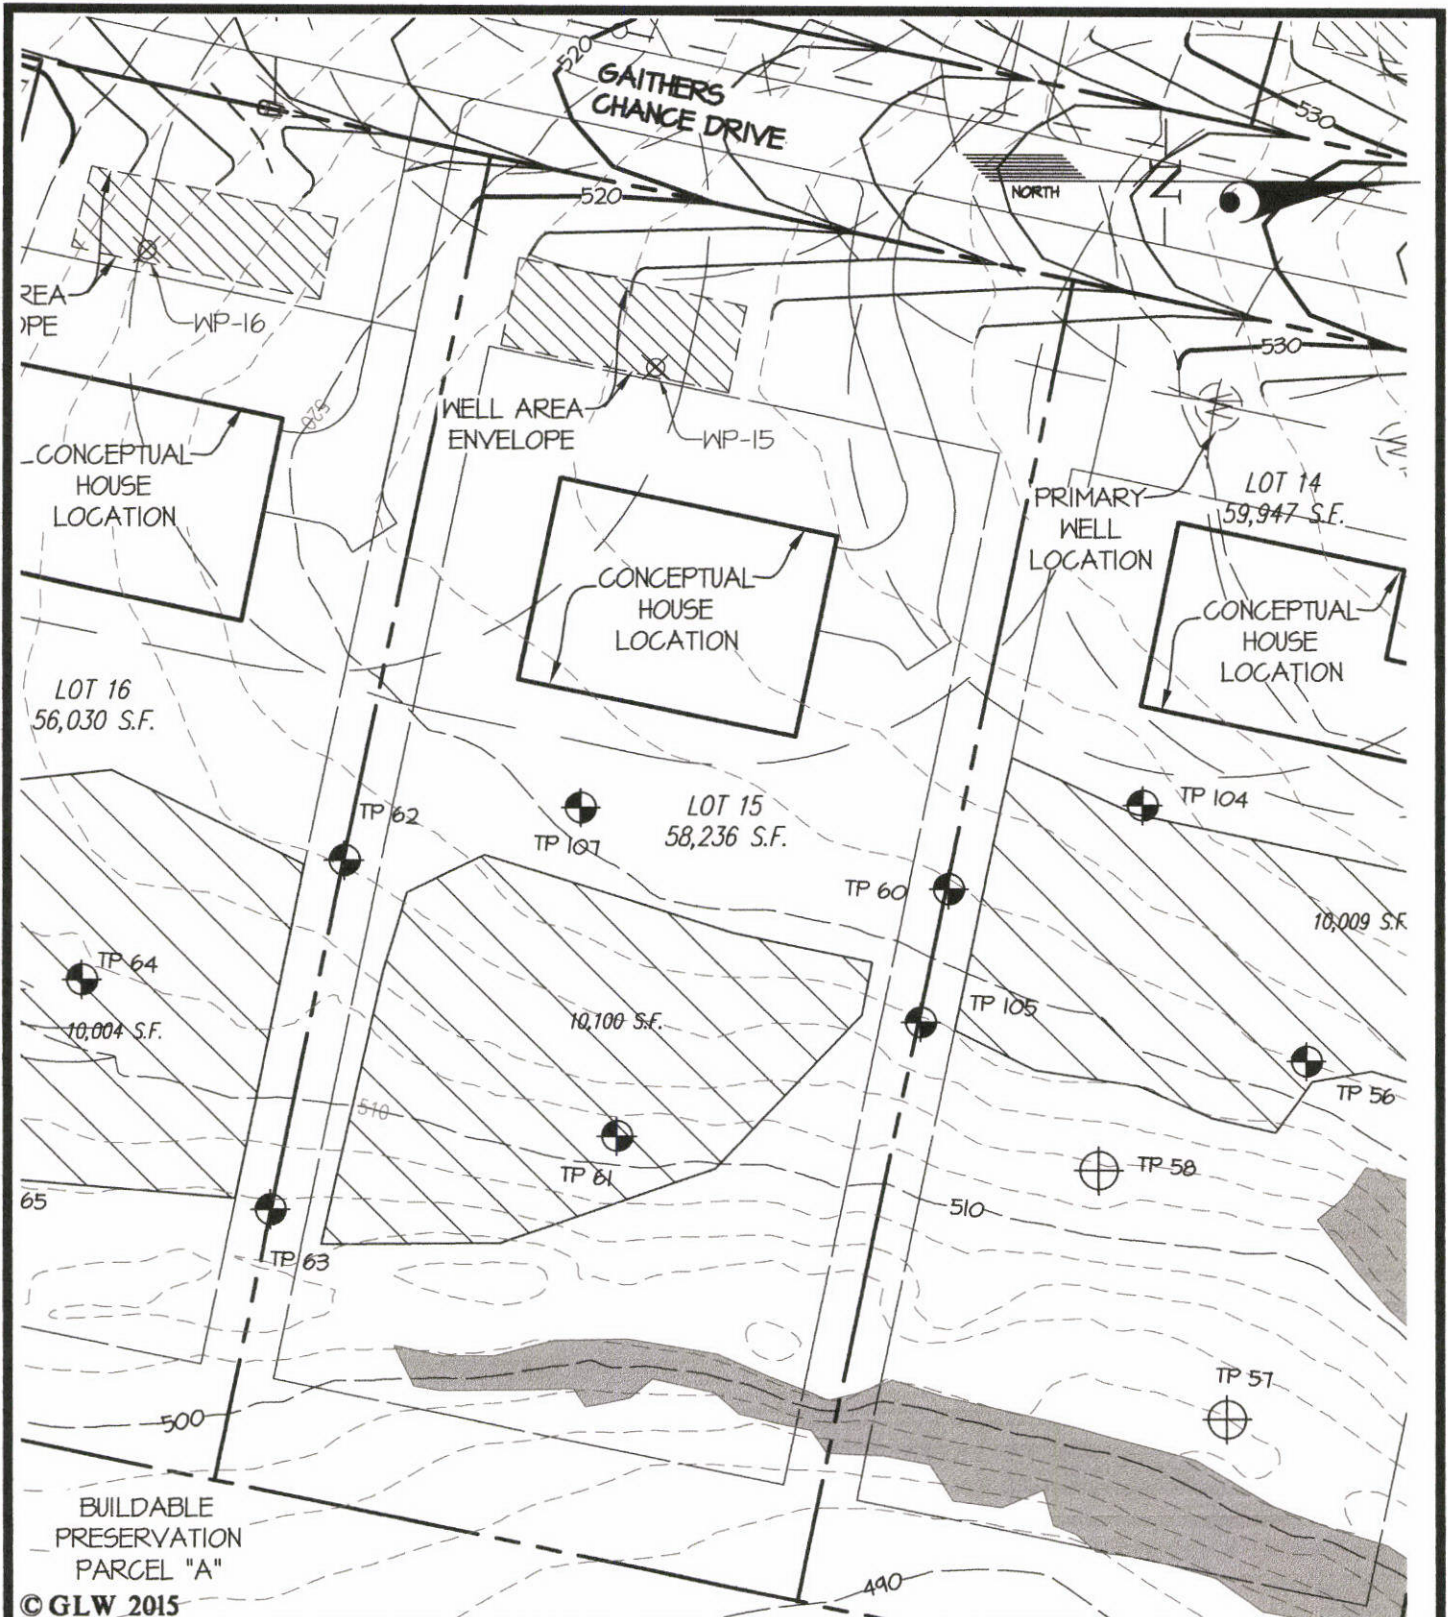 520
GAITHERS
CHANCE DRIVE
530
NORTH
520
REA
OPE
WP-16
530
WELL AREA
ENVELOPE
WP-15
520
CONCEPTUAL
HOUSE
LOCATION
PRIMARY
WELL
LOCATION
LOT 14
59,947 S.F.
CONCEPTUAL
HOUSE
LOCATION
CONCEPTUAL
HOUSE
LOCATION
LOT 16
56,030 S.F.
TP 62
TP 107
LOT 15
58,236 S.F.
TP 104
TP 60
10,009 S.F.
TP 64
10,004 S.F.
10,100 S.F.
TP 105
510
TP 56
TP 61
TP 58
65
510
TP 63
TP 57
500
BUILDABLE
PRESERVATION
PARCEL "A"
490
© GLW 2015